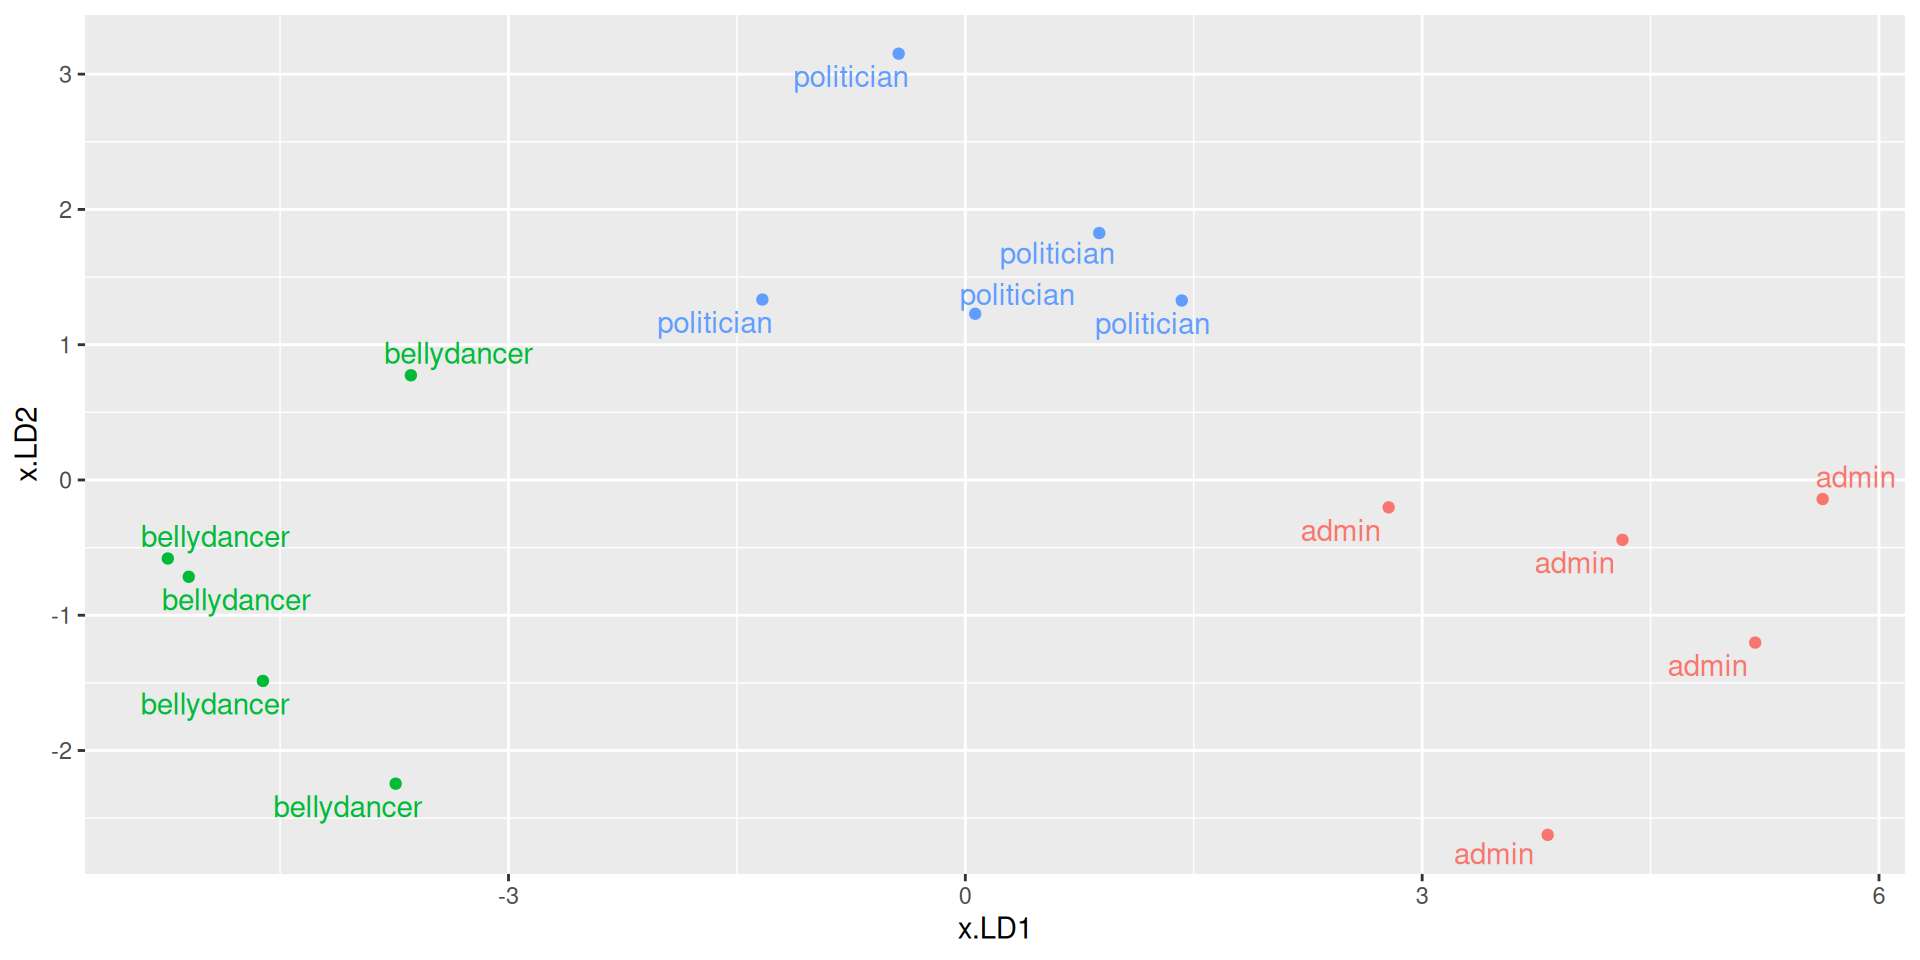 3
politician
2
politician
politician
politician
politician
1
bellydancer
x.LD2
0
admin
bellydancer
admin
admin
bellydancer
-1
admin
bellydancer
-2
bellydancer
admin
-3
0
3
6
x.LD1